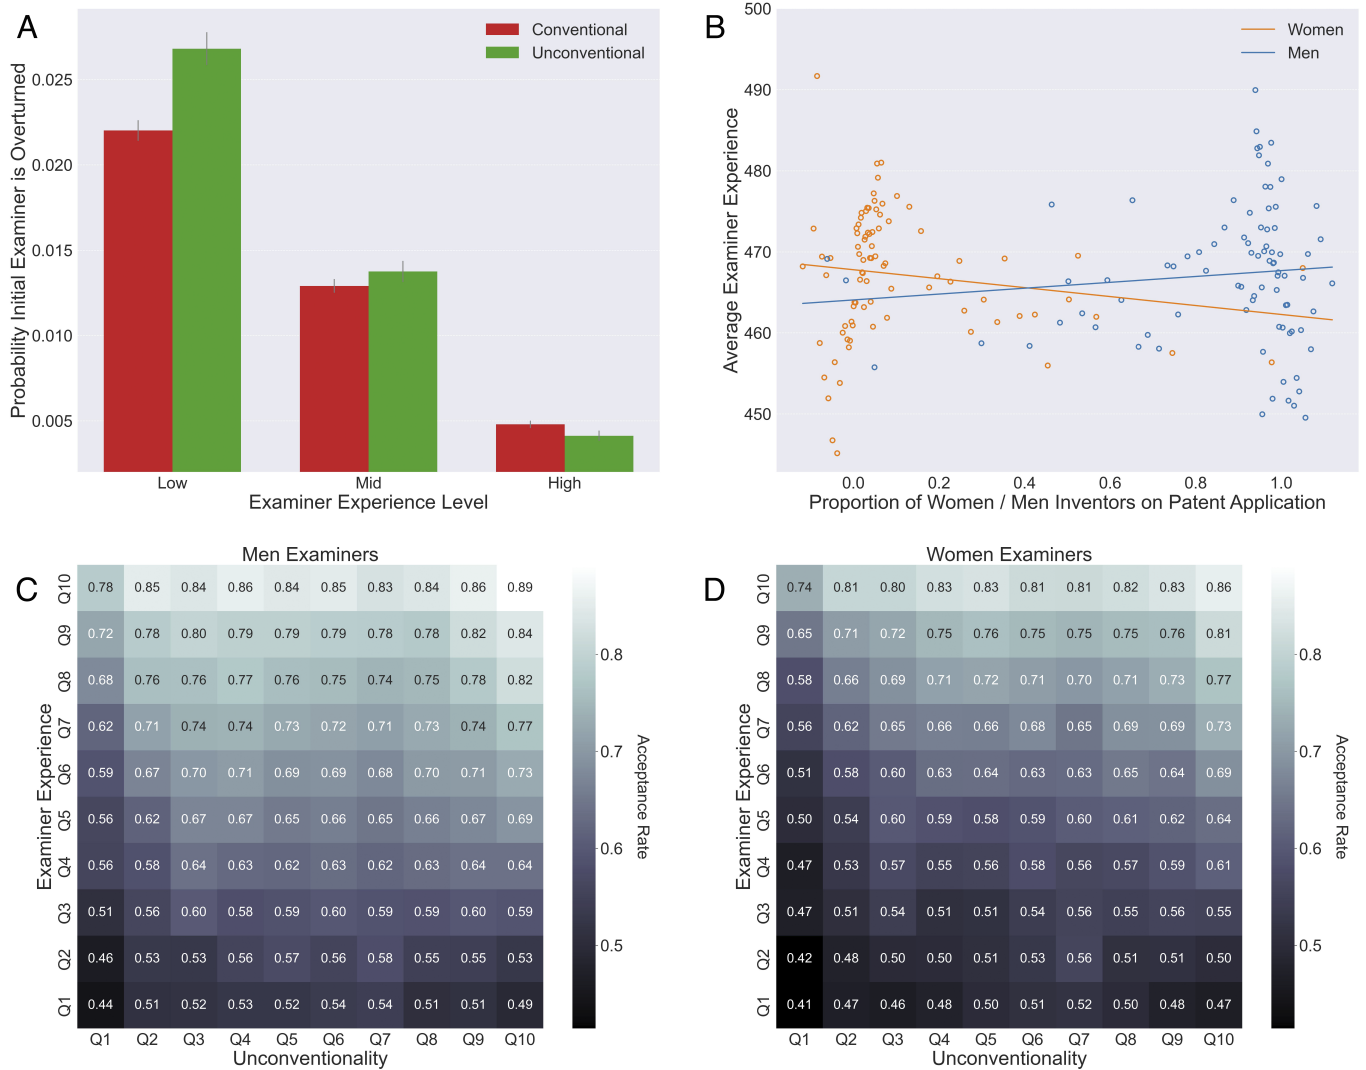 A
Conventional
Unconventional
Probability Initial Examiner is Overturned
0.025
0.020
0.015
0.010
0.005
Low Mid High
Examiner Experience Level
B
Women
Men
Average Examiner Experience
500
490
480
470
460
450
0.0 0.2 0.4 0.6 0.8 1.0
Proportion of Women / Men Inventors on Patent Application
C
Men Examiners
Examiner Experience
Q10 0.78 0.85 0.84 0.86 0.84 0.85 0.83 0.84 0.86 0.89
Q9 0.72 0.78 0.80 0.79 0.79 0.79 0.78 0.78 0.82 0.84
Q8 0.68 0.76 0.76 0.77 0.76 0.75 0.74 0.75 0.78 0.82
Q7 0.62 0.71 0.74 0.74 0.73 0.72 0.71 0.73 0.74 0.77
Q6 0.59 0.67 0.70 0.71 0.69 0.69 0.68 0.70 0.71 0.73
Q5 0.56 0.62 0.67 0.67 0.65 0.66 0.65 0.66 0.67 0.69
Q4 0.56 0.58 0.64 0.63 0.62 0.63 0.62 0.63 0.64 0.64
Q3 0.51 0.56 0.60 0.58 0.59 0.60 0.59 0.59 0.60 0.59
Q2 0.46 0.53 0.53 0.56 0.57 0.56 0.58 0.55 0.55 0.53
Q1 0.44 0.51 0.52 0.53 0.52 0.54 0.54 0.51 0.51 0.49
Q1 Q2 Q3 Q4 Q5 Q6 Q7 Q8 Q9 Q10
Unconventionality
0.8
0.7
0.6
0.5
Acceptance Rate
D
Women Examiners
Examiner Experience
Q10 0.74 0.81 0.80 0.83 0.83 0.81 0.81 0.82 0.83 0.86
Q9 0.65 0.71 0.72 0.75 0.76 0.75 0.75 0.75 0.76 0.81
Q8 0.58 0.66 0.69 0.71 0.72 0.71 0.70 0.71 0.73 0.77
Q7 0.56 0.62 0.65 0.66 0.66 0.68 0.65 0.69 0.69 0.73
Q6 0.51 0.58 0.60 0.63 0.64 0.63 0.63 0.65 0.64 0.69
Q5 0.50 0.54 0.60 0.59 0.58 0.59 0.60 0.61 0.62 0.64
Q4 0.47 0.53 0.57 0.55 0.56 0.58 0.56 0.57 0.59 0.61
Q3 0.47 0.51 0.54 0.51 0.51 0.54 0.56 0.55 0.56 0.55
Q2 0.42 0.48 0.50 0.50 0.51 0.53 0.56 0.51 0.51 0.50
Q1 0.41 0.47 0.46 0.48 0.50 0.51 0.52 0.50 0.48 0.47
Q1 Q2 Q3 Q4 Q5 Q6 Q7 Q8 Q9 Q10
Unconventionality
0.8
0.7
0.6
0.5
Acceptance Rate